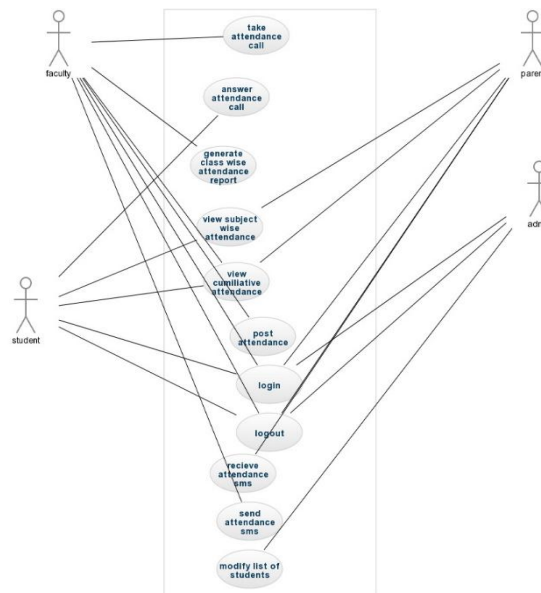 take
attendance
call
faculty
answer
attendance
call
generate
class wise
attendance
report
view subject
wise
attendance
view
cumiliative
attendance
student
post
attendance
login
logout
recieve
attendance
sms
send
attendance
sms
modify list of
students